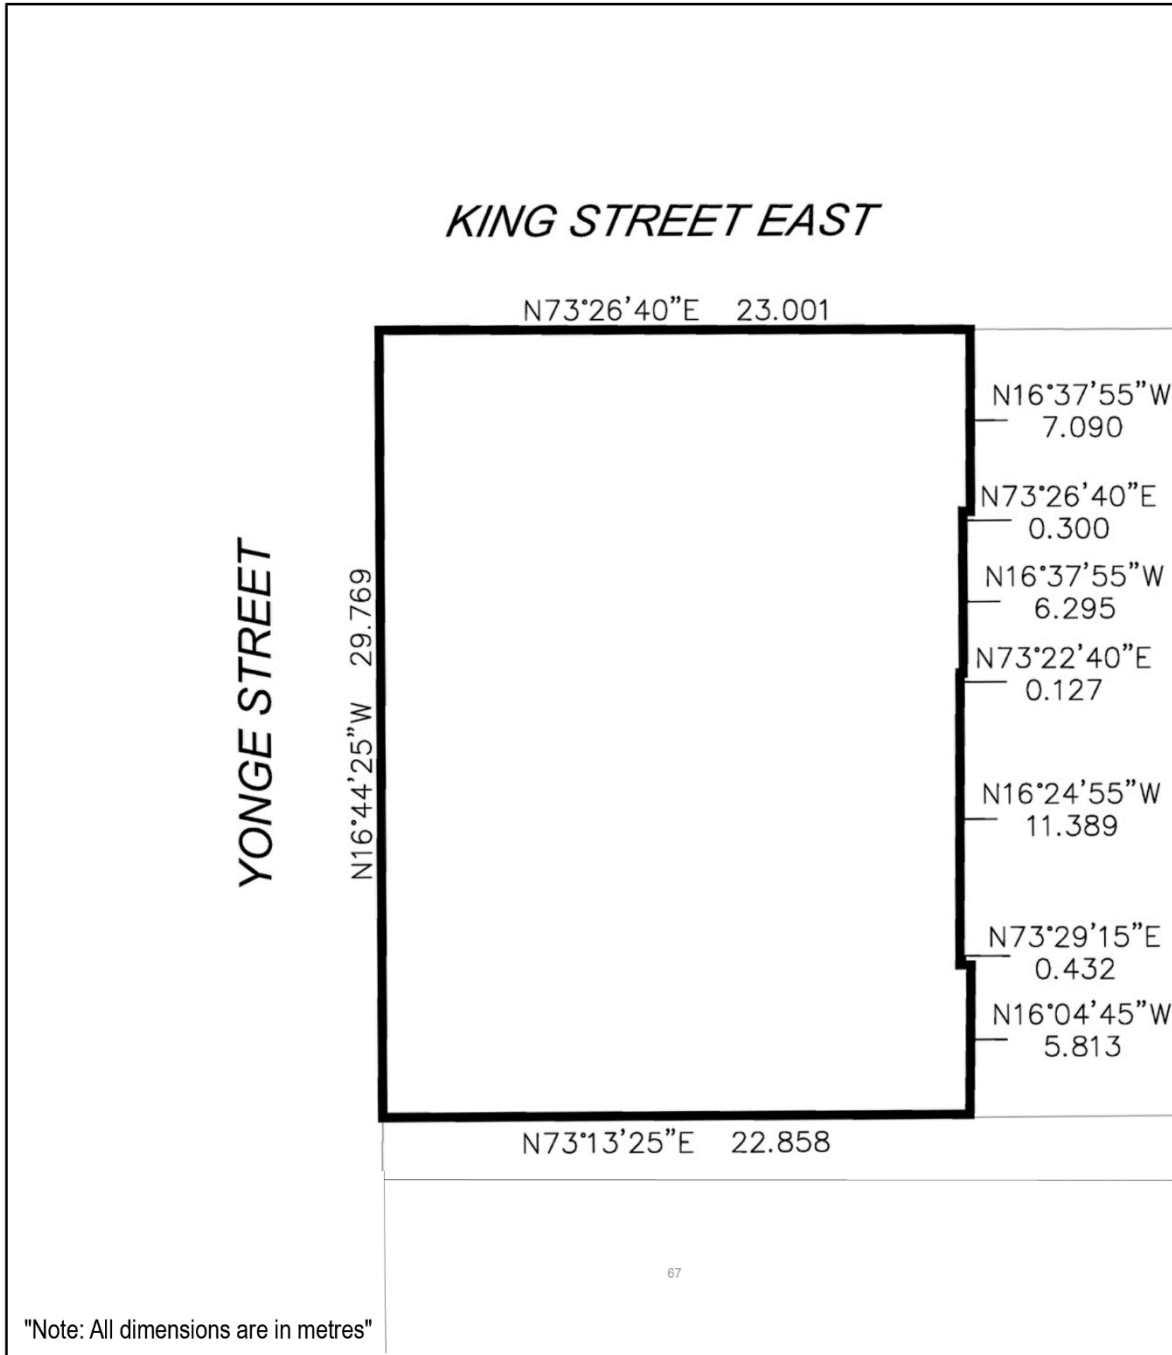 KING STREET EAST
N73°26'40"E 23.001
N16°37'55"W
7.090
N73°26'40"E
0.300
N16°37'55"W
6.295
N73°22'40"E
0.127
N16°24'55"W
11.389
N73°29'15"E
0.432
N16°04'45"W
5.813
YONGE STREET
N16°44'25"W 29.769
N73°13'25"E 22.858
67
"Note: All dimensions are in metres"